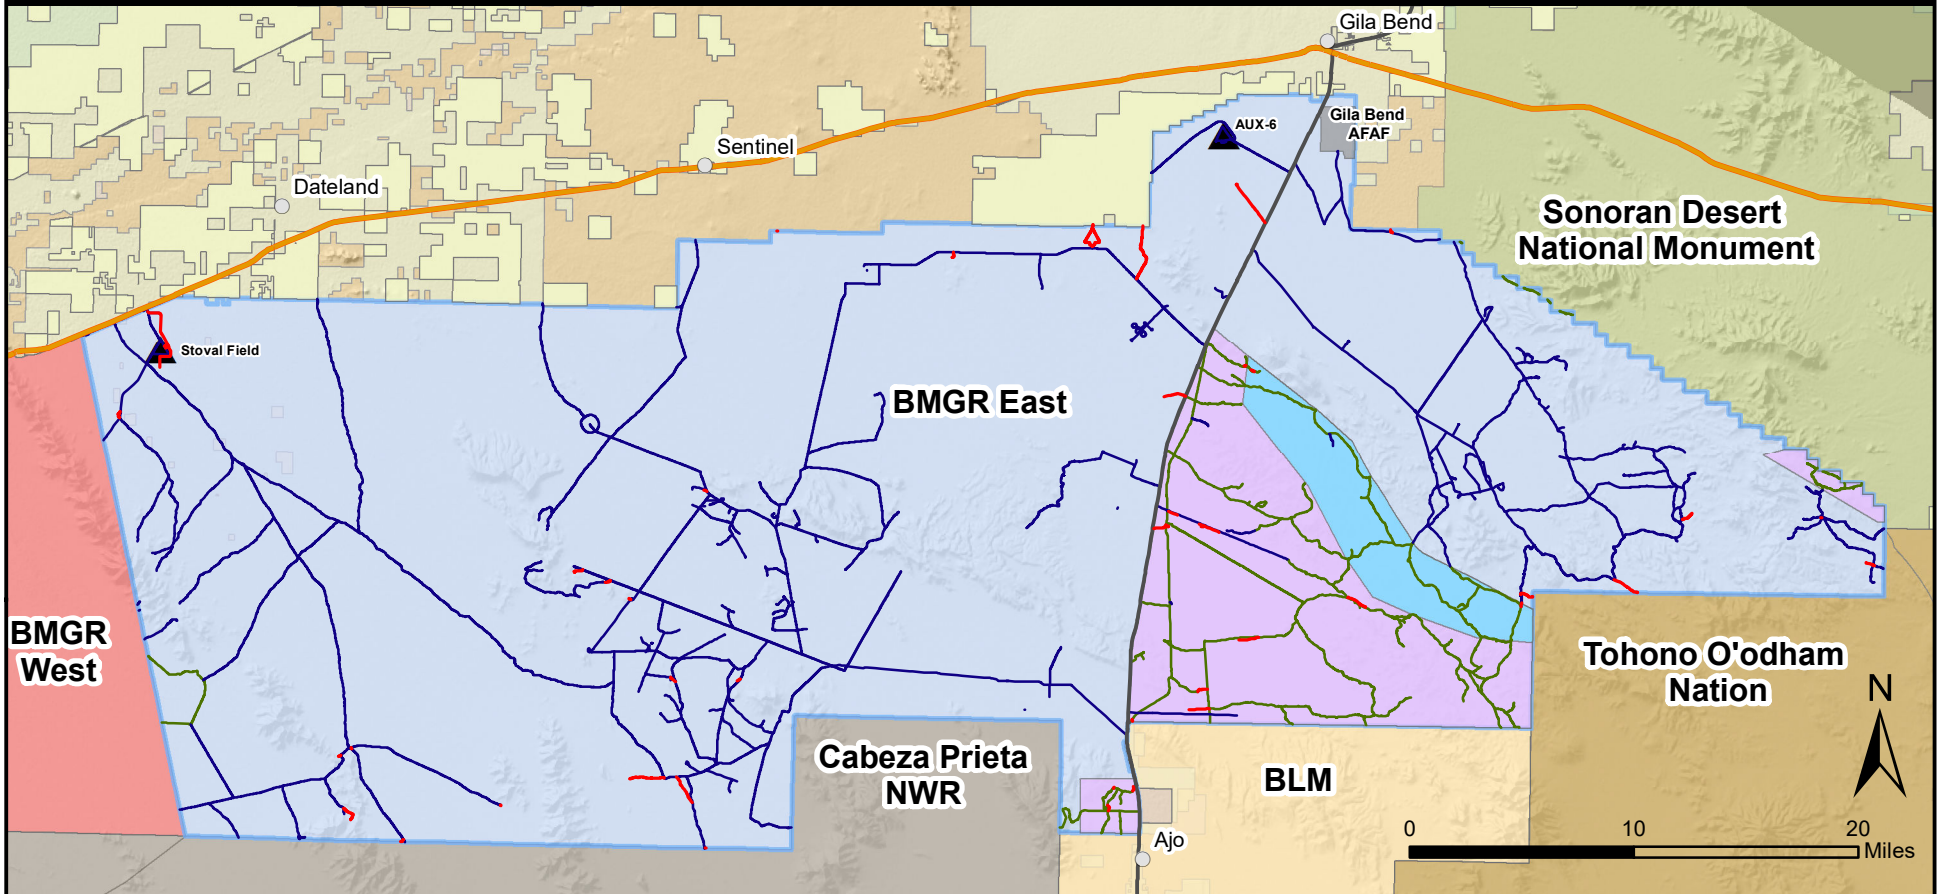 Gila Bend
AUX-6
Gila Bend
AFAF
Sentinel
Dateland
Sonoran Desert
National Monument
Stoval Field
BMGR East
BMGR
West
Tohono O'odham
Nation
N
Cabeza Prieta
NWR
BLM
0 10 20
Miles
Ajo